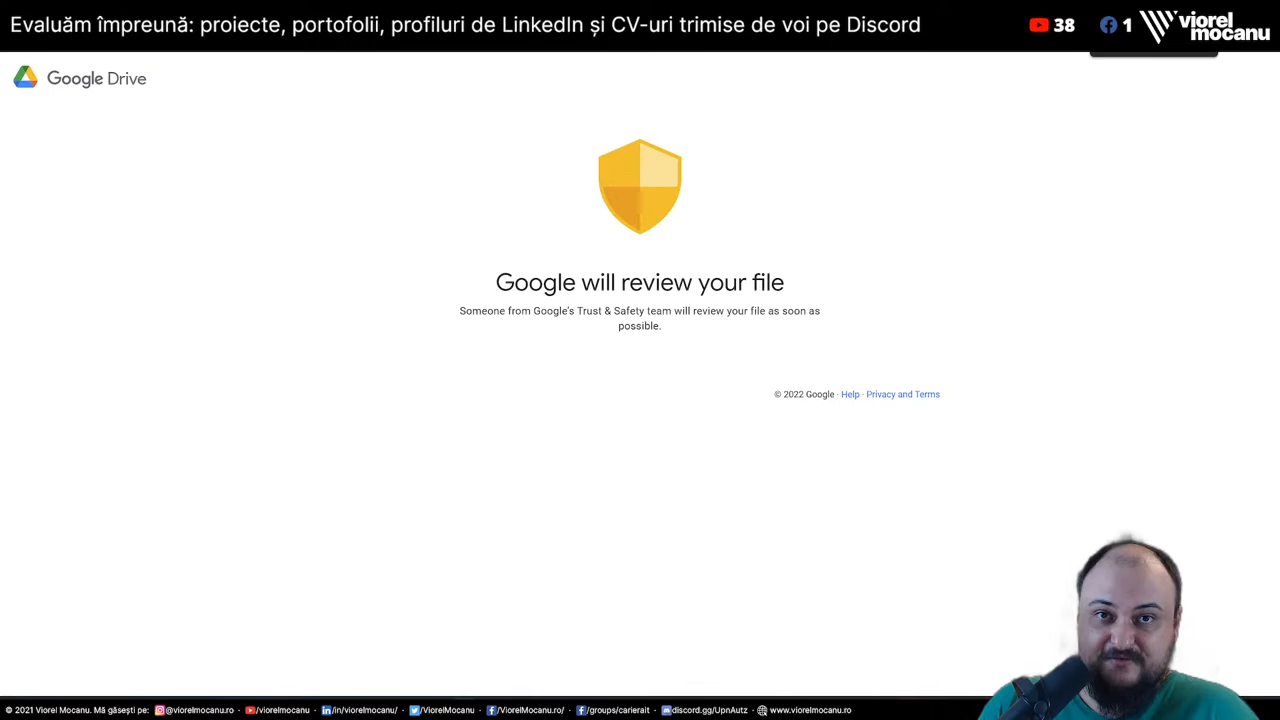 Evaluăm împreună: proiecte, portofolii, profiluri de LinkedIn și CV-uri trimise de voi pe Discord
38
1
viorel
mocanu
Google Drive
Google will review your file
Someone from Google's Trust & Safety team will review your file as soon as
possible.
© 2022 Google · Help · Privacy and Terms
© 2021 Viorel Mocanu. Mă găsești pe: @viorelmocanu.ro · /viorelmocanu · /in/viorelmocanu/ · /ViorelMocanu · /ViorelMocanu.ro/ · /groups/carierait · discord.gg/UpnAutz · www.viorelmocanu.ro